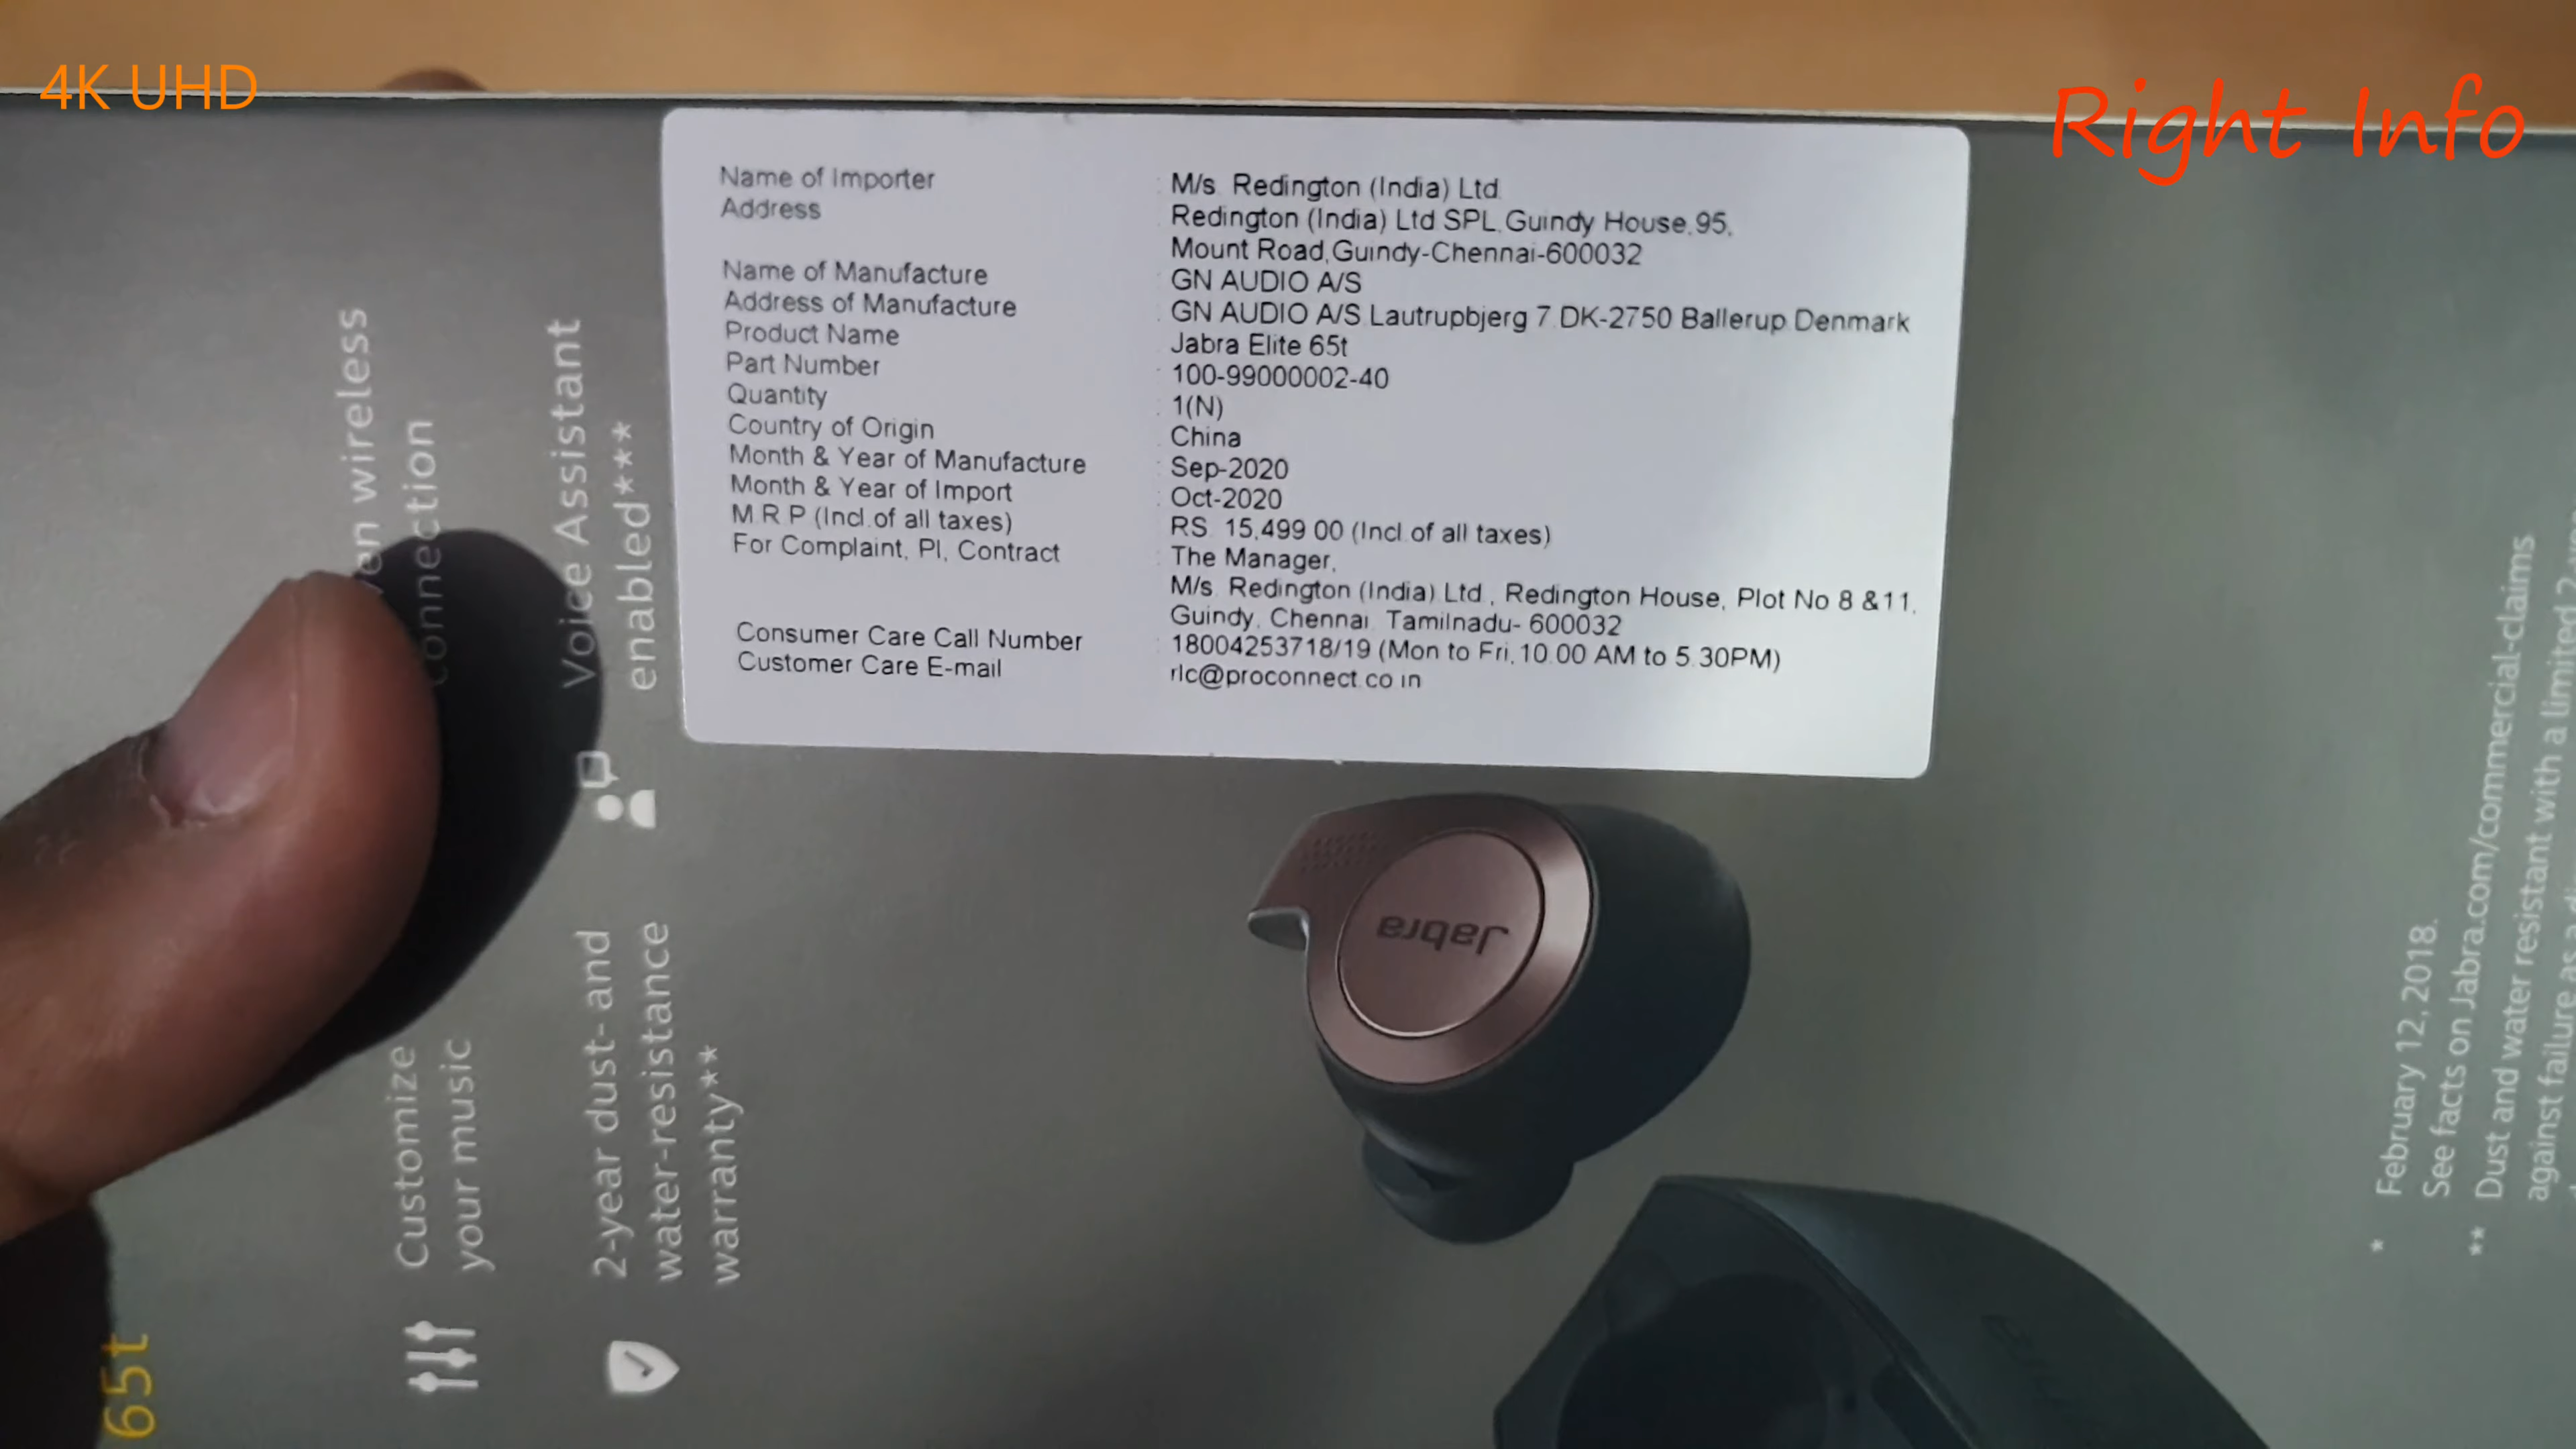 4K UHD
Right Info
Name of Importer : M/s. Redington (India) Ltd.
Address : Redington (India) Ltd SPL, Guindy House, 95,
Mount Road, Guindy-Chennai-600032
Name of Manufacture : GN AUDIO A/S
Address of Manufacture : GN AUDIO A/S Lautrupbjerg 7 DK-2750 Ballerup Denmark
Product Name : Jabra Elite 65t
Part Number : 100-99000002-40
Quantity : 1(N)
Country of Origin : China
Month & Year of Manufacture : Sep-2020
Month & Year of Import : Oct-2020
M.R.P (Incl.of all taxes) : RS. 15,499.00 (Incl.of all taxes)
For Complaint, PI, Contract : The Manager,
M/s. Redington (India) Ltd., Redington House, Plot No 8 &11,
Guindy, Chennai, Tamilnadu- 600032
Consumer Care Call Number : 18004253718/19 (Mon to Fri,10.00 AM to 5.30PM)
Customer Care E-mail : rlc@proconnect.co.in
wireless
connection
Voice Assistant
enabled***
Customize
your music
2-year dust- and
water-resistance
warranty**
65t
Jabra
* February 12, 2018.
See facts on Jabra.com/commercial-claims
** Dust and water resistant with a limited 2-
against failure as a